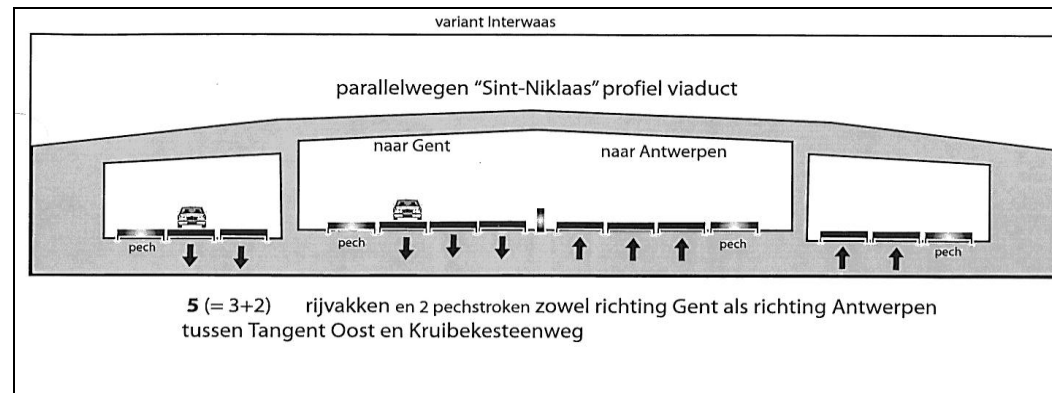 variant Interwaas
parallelwegen “Sint-Niklaas” profiel viaduct
naar Gent
naar Antwerpen
pech
pech
pech
pech
5 (= 3+2) rijvakken en 2 pechstroken zowel richting Gent als richting Antwerpen
tussen Tangent Oost en Kruibekesteenweg